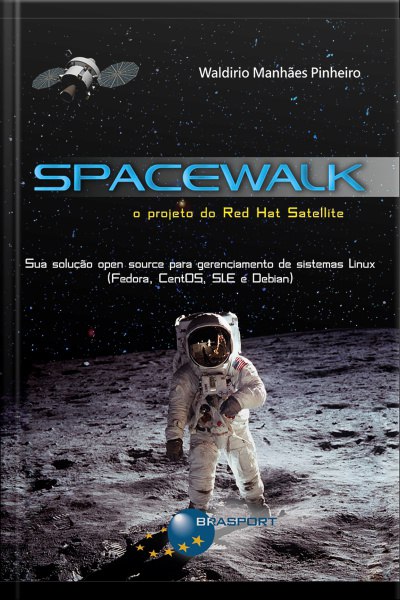 Waldirio Manhães Pinheiro
SPACEWALK
o projeto do Red Hat Satellite
Sua solução open source para gerenciamento de sistemas Linux
(Fedora, CentOS, SLE e Debian)
BRASPORT